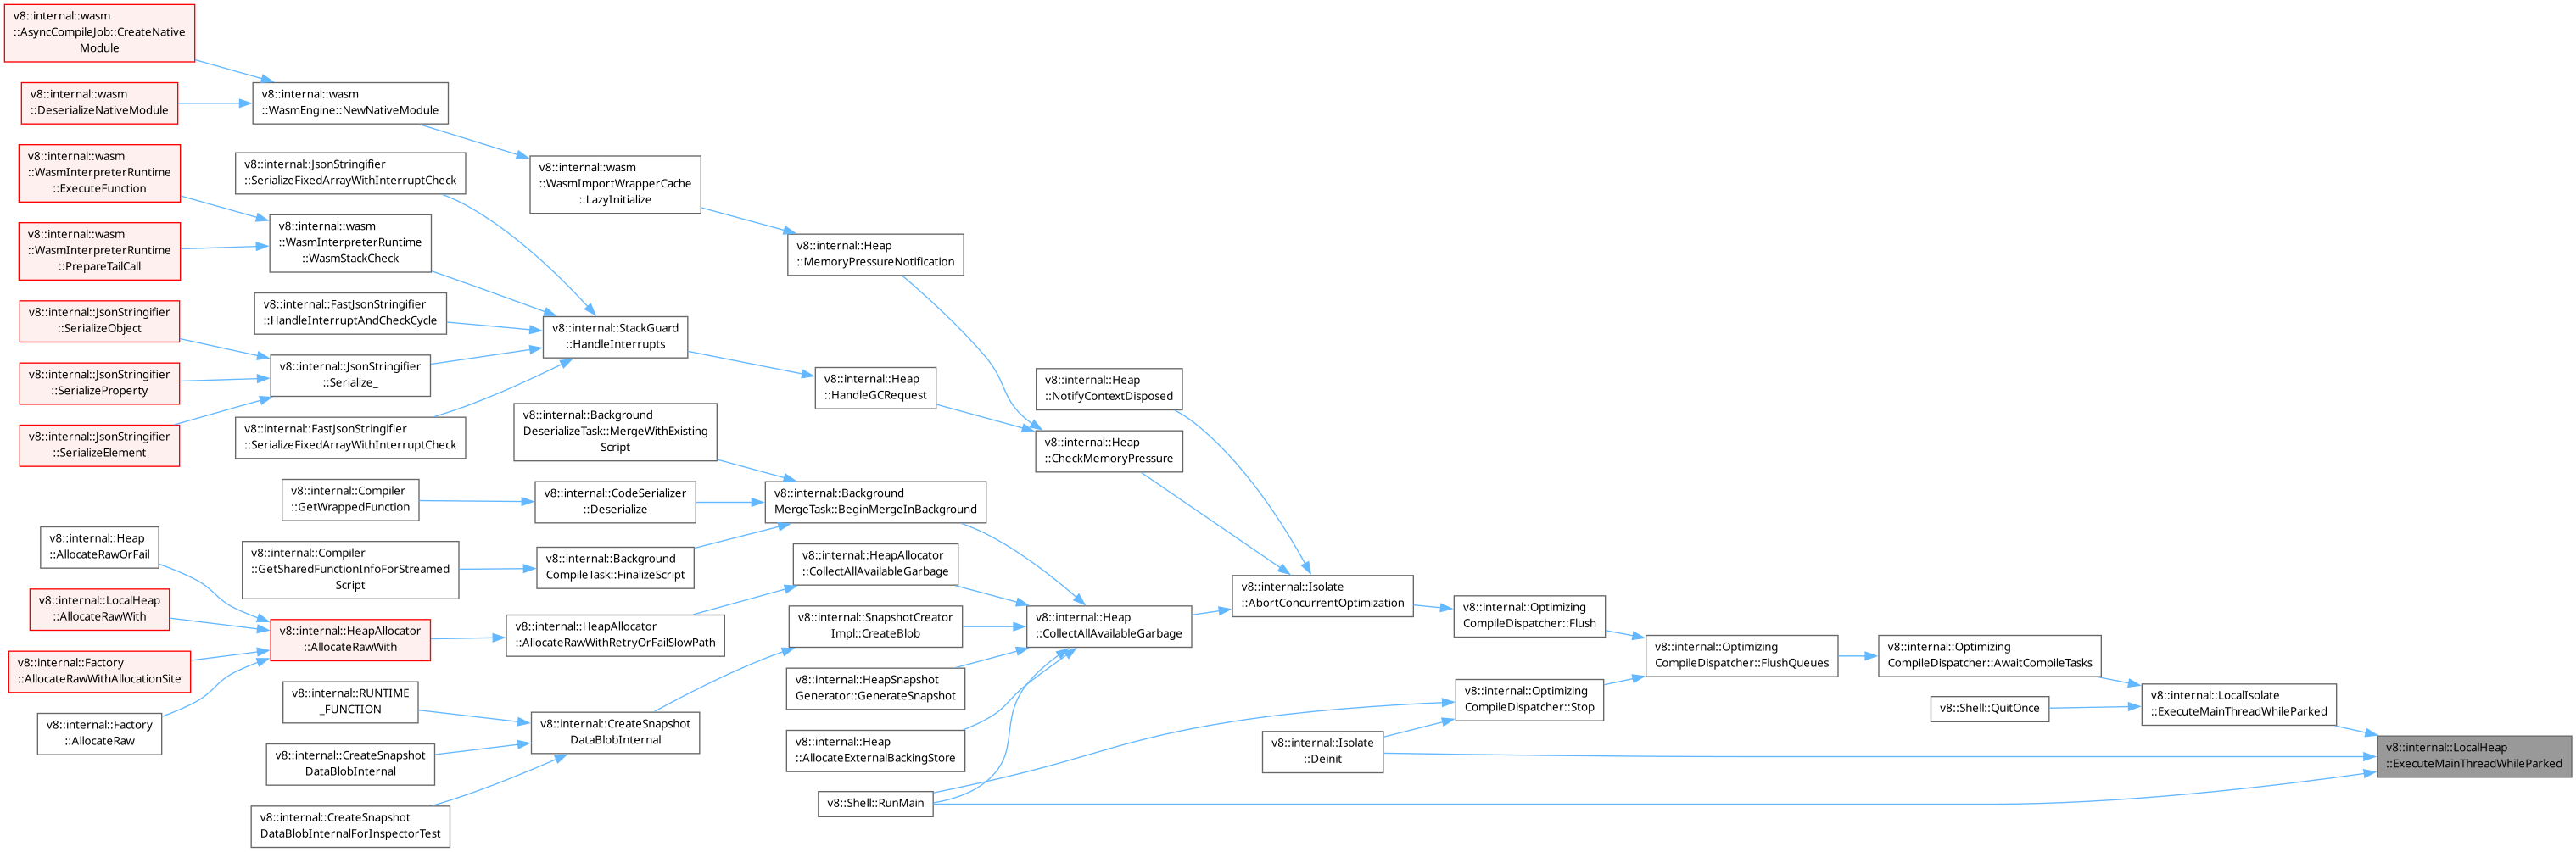 v8::internal::wasm
::AsyncCompileJob::CreateNative
Module
v8::internal::wasm
::DeserializeNativeModule
v8::internal::wasm
::WasmInterpreterRuntime
::ExecuteFunction
v8::internal::wasm
::WasmInterpreterRuntime
::PrepareTailCall
v8::internal::JsonStringifier
::SerializeObject
v8::internal::JsonStringifier
::SerializeProperty
v8::internal::JsonStringifier
::SerializeElement
v8::internal::Heap
::AllocateRawOrFail
v8::internal::LocalHeap
::AllocateRawWith
v8::internal::Factory
::AllocateRawWithAllocationSite
v8::internal::Factory
::AllocateRaw
v8::internal::wasm
::WasmEngine::NewNativeModule
v8::internal::JsonStringifier
::SerializeFixedArrayWithInterruptCheck
v8::internal::wasm
::WasmInterpreterRuntime
::WasmStackCheck
v8::internal::FastJsonStringifier
::HandleInterruptAndCheckCycle
v8::internal::JsonStringifier
::Serialize_
v8::internal::FastJsonStringifier
::SerializeFixedArrayWithInterruptCheck
v8::internal::Compiler
::GetWrappedFunction
v8::internal::Compiler
::GetSharedFunctionInfoForStreamed
Script
v8::internal::HeapAllocator
::AllocateRawWith
v8::internal::RUNTIME
_FUNCTION
v8::internal::CreateSnapshot
DataBlobInternal
v8::internal::CreateSnapshot
DataBlobInternalForInspectorTest
v8::internal::wasm
::WasmImportWrapperCache
::LazyInitialize
v8::internal::StackGuard
::HandleInterrupts
v8::internal::Background
DeserializeTask::MergeWithExisting
Script
v8::internal::CodeSerializer
::Deserialize
v8::internal::Background
CompileTask::FinalizeScript
v8::internal::HeapAllocator
::AllocateRawWithRetryOrFailSlowPath
v8::internal::CreateSnapshot
DataBlobInternal
v8::internal::Heap
::MemoryPressureNotification
v8::internal::Heap
::HandleGCRequest
v8::internal::Background
MergeTask::BeginMergeInBackground
v8::internal::HeapAllocator
::CollectAllAvailableGarbage
v8::internal::SnapshotCreator
Impl::CreateBlob
v8::internal::HeapSnapshot
Generator::GenerateSnapshot
v8::internal::Heap
::AllocateExternalBackingStore
v8::Shell::RunMain
v8::internal::Heap
::NotifyContextDisposed
v8::internal::Heap
::CheckMemoryPressure
v8::internal::Heap
::CollectAllAvailableGarbage
v8::internal::Isolate
::AbortConcurrentOptimization
v8::internal::Isolate
::Deinit
v8::internal::Optimizing
CompileDispatcher::Flush
v8::internal::Optimizing
CompileDispatcher::Stop
v8::internal::Optimizing
CompileDispatcher::FlushQueues
v8::internal::Optimizing
CompileDispatcher::AwaitCompileTasks
v8::Shell::QuitOnce
v8::internal::LocalIsolate
::ExecuteMainThreadWhileParked
v8::internal::LocalHeap
::ExecuteMainThreadWhileParked